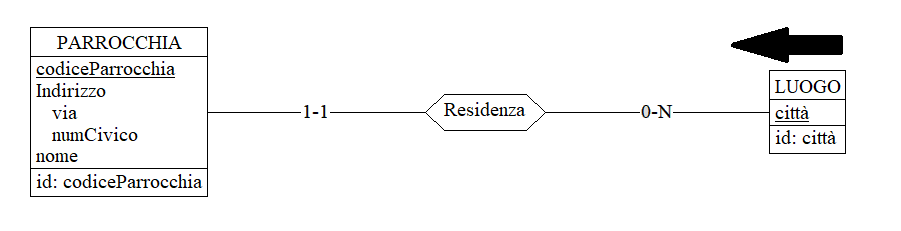 PARROCCHIA
codiceParrocchia
Indirizzo
via
numCivico
nome
id: codiceParrocchia
1-1
Residenza
0-N
LUOGO
città
id: città